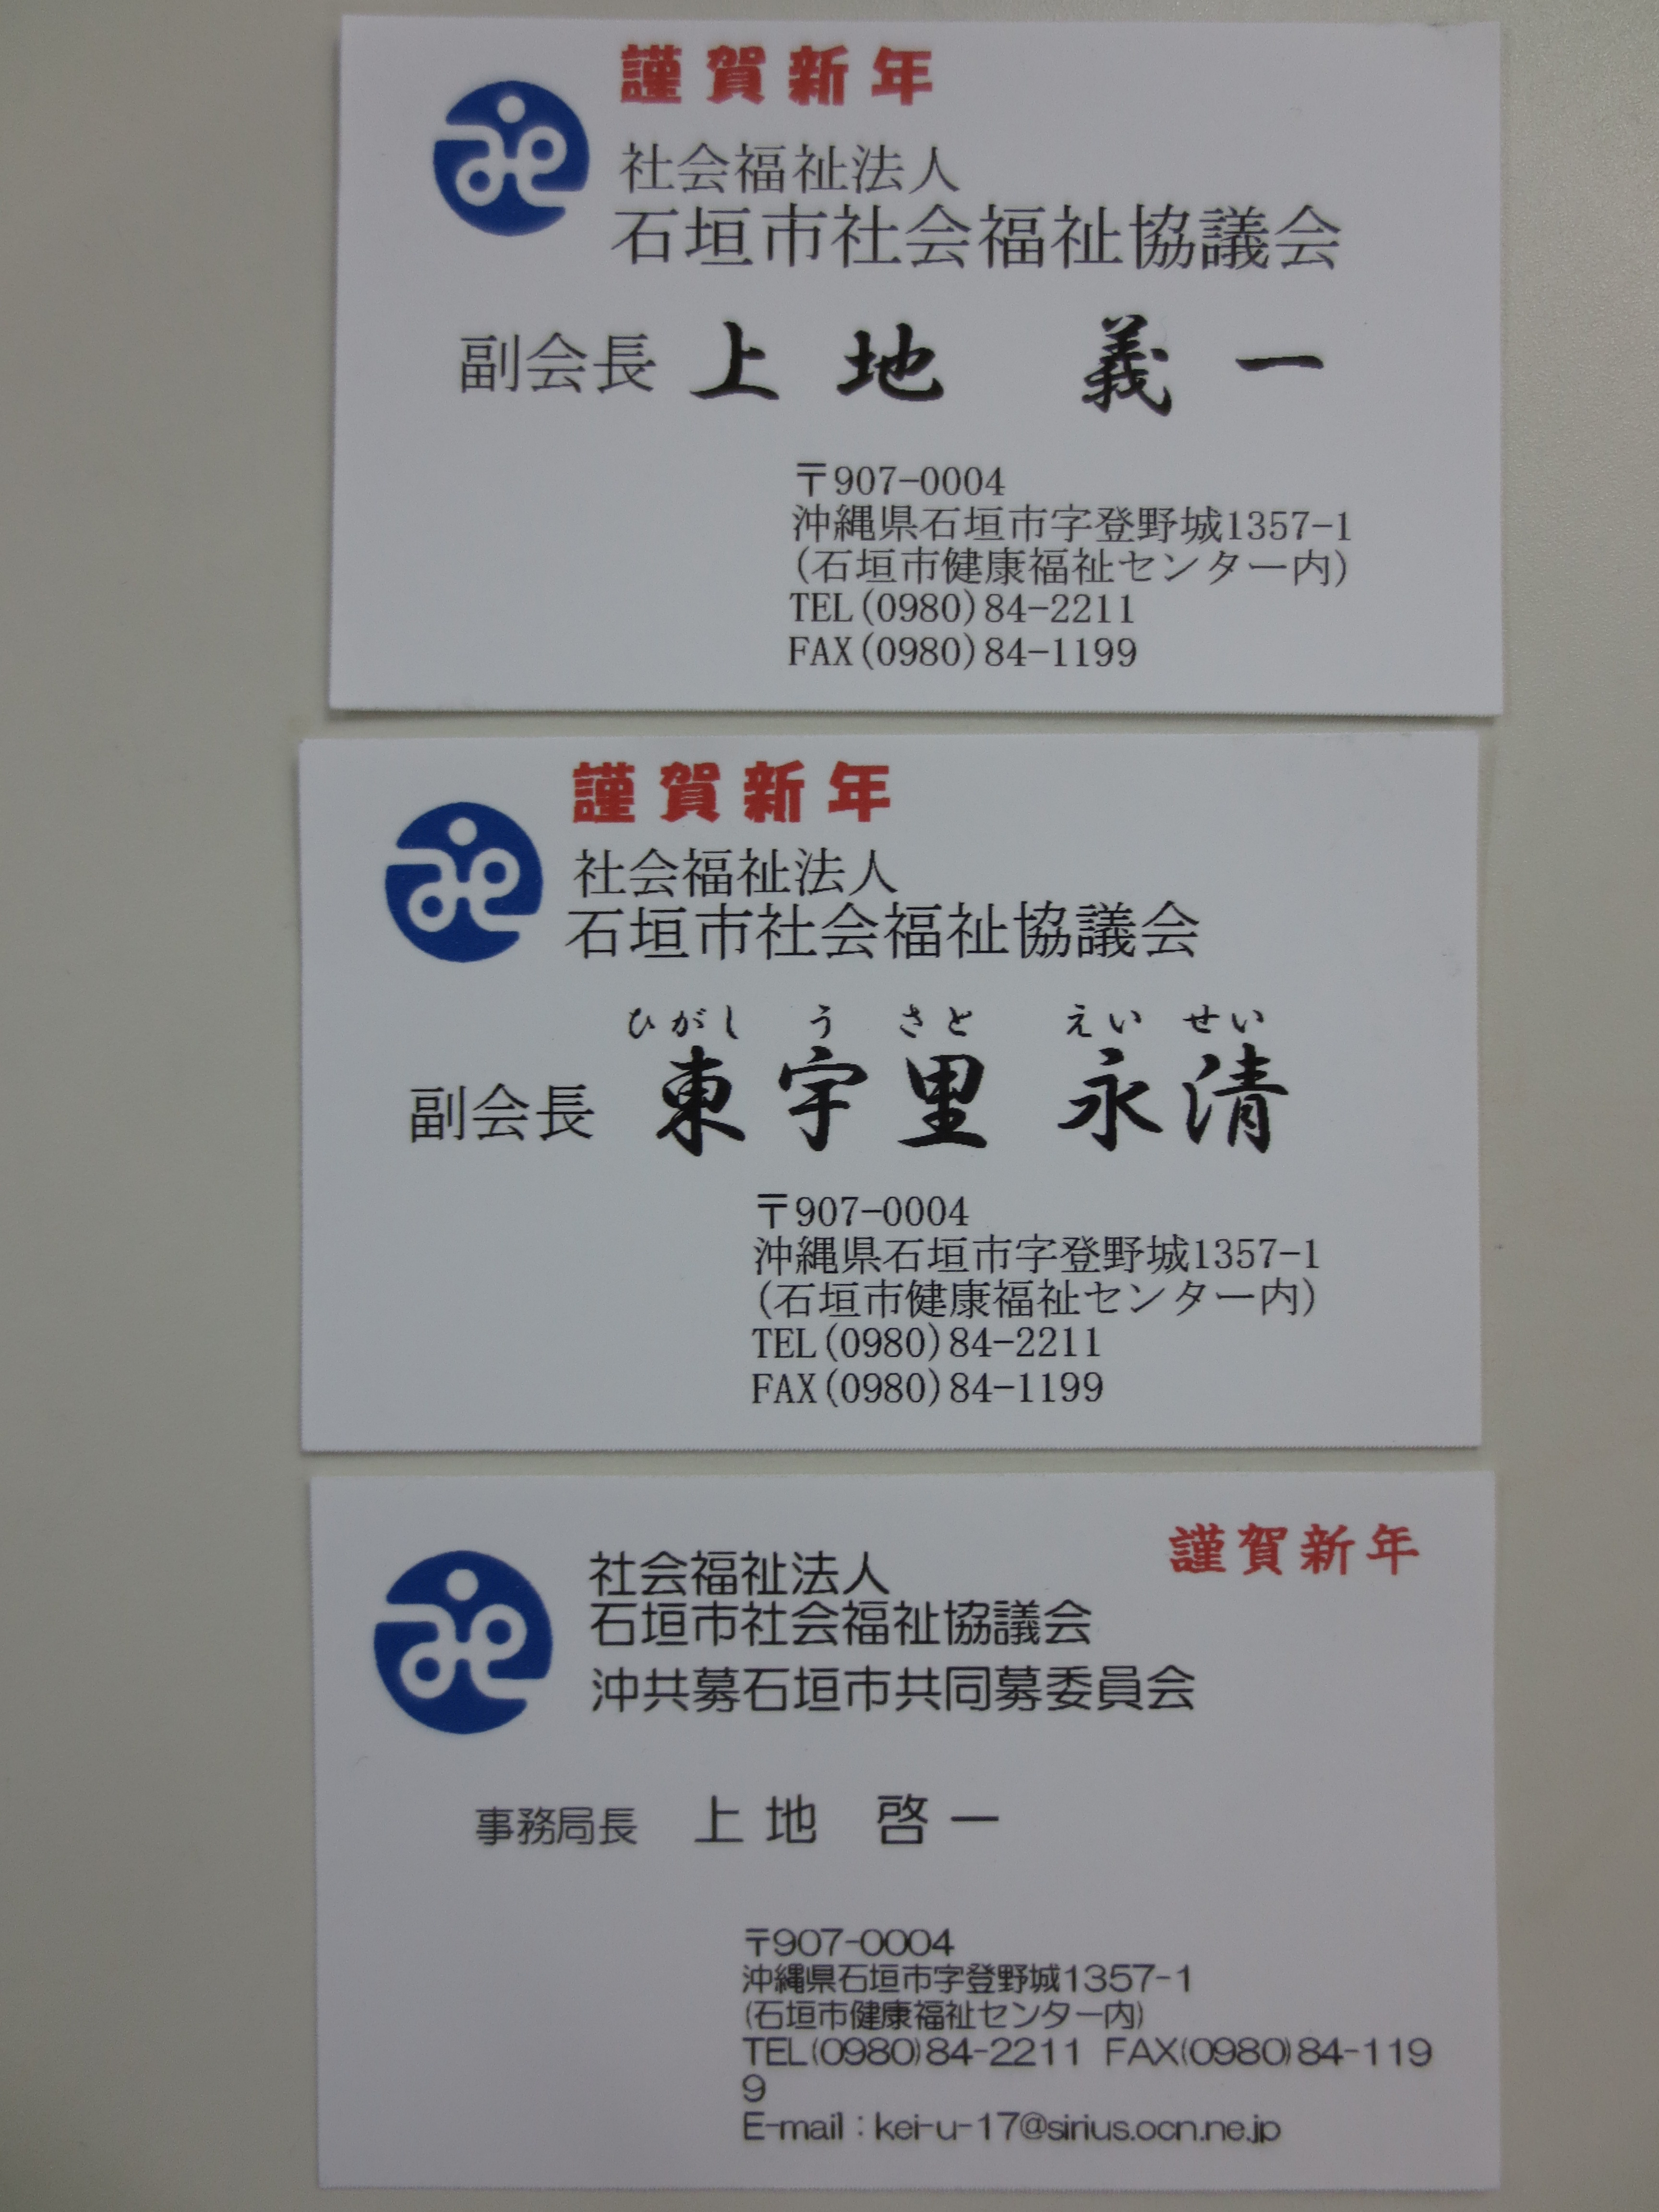 謹賀新年
社会福祉法人
石垣市社会福祉協議会
副会長 上地 義一
〒907-0004
沖縄県石垣市字登野城1357-1
(石垣市健康福祉センター内)
TEL(0980)84-2211
FAX(0980)84-1199
謹賀新年
社会福祉法人
石垣市社会福祉協議会
ひがし う さと えい せい
副会長 東宇里 永清
〒907-0004
沖縄県石垣市字登野城1357-1
(石垣市健康福祉センター内)
TEL(0980)84-2211
FAX(0980)84-1199
謹賀新年
社会福祉法人
石垣市社会福祉協議会
沖共募石垣市共同募委員会
事務局長 上地 啓一
〒907-0004
沖縄県石垣市字登野城1357-1
(石垣市健康福祉センター内)
TEL(0980)84-2211 FAX(0980)84-119
9
E-mail：kei-u-17@sirius.ocn.ne.jp